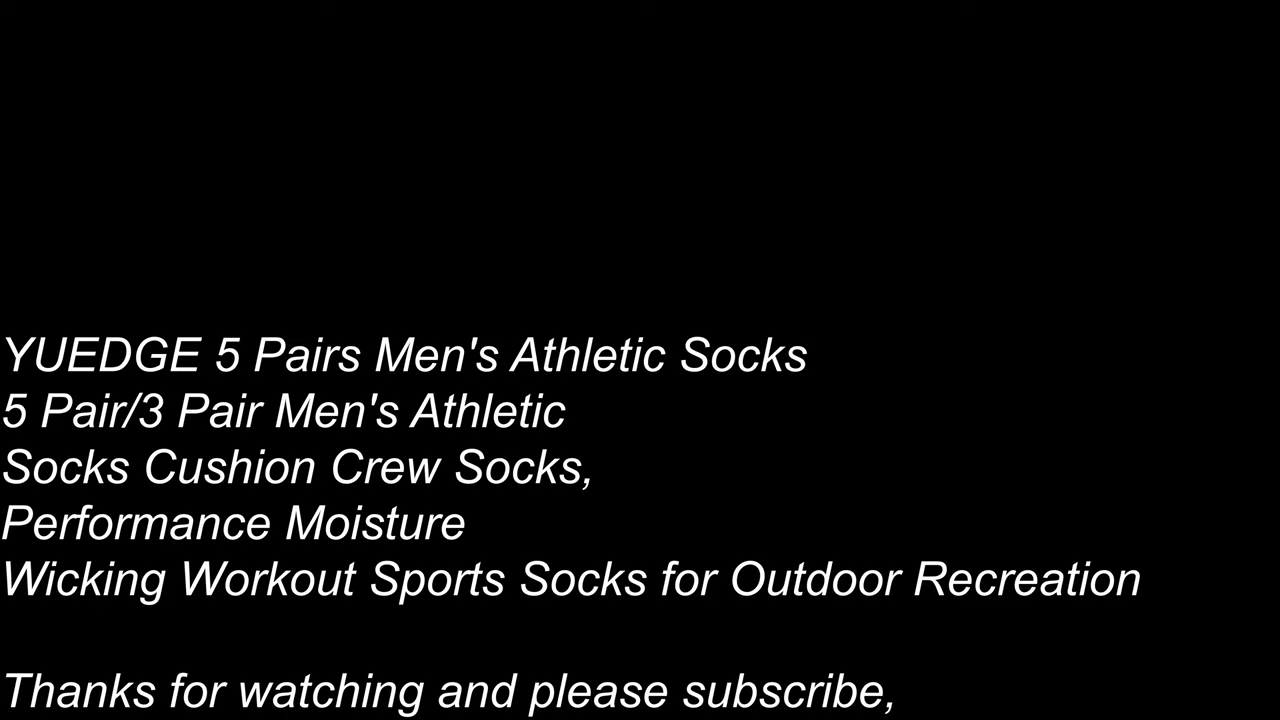 YUEDGE 5 Pairs Men's Athletic Socks
5 Pair/3 Pair Men's Athletic
Socks Cushion Crew Socks,
Performance Moisture
Wicking Workout Sports Socks for Outdoor Recreation
Thanks for watching and please subscribe,